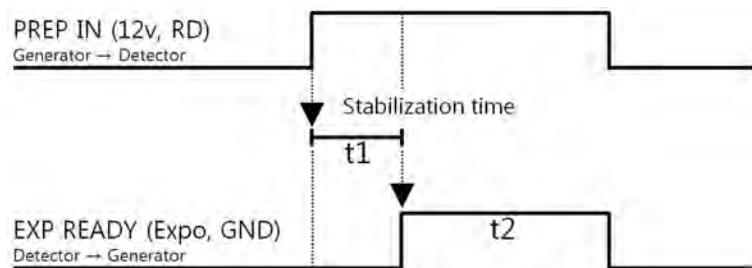 PREP IN (12v, RD)
Generator → Detector
Stabilization time
t1
EXP READY (Expo, GND)
t2
Detector → Generator